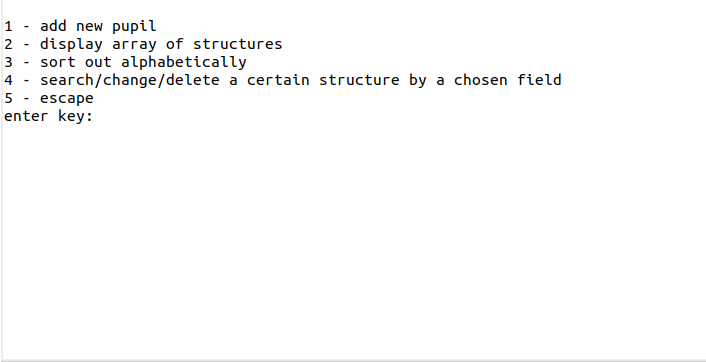 1 - add new pupil
2 - display array of structures
3 - sort out alphabetically
4 - search/change/delete a certain structure by a chosen field
5 - escape
enter key: